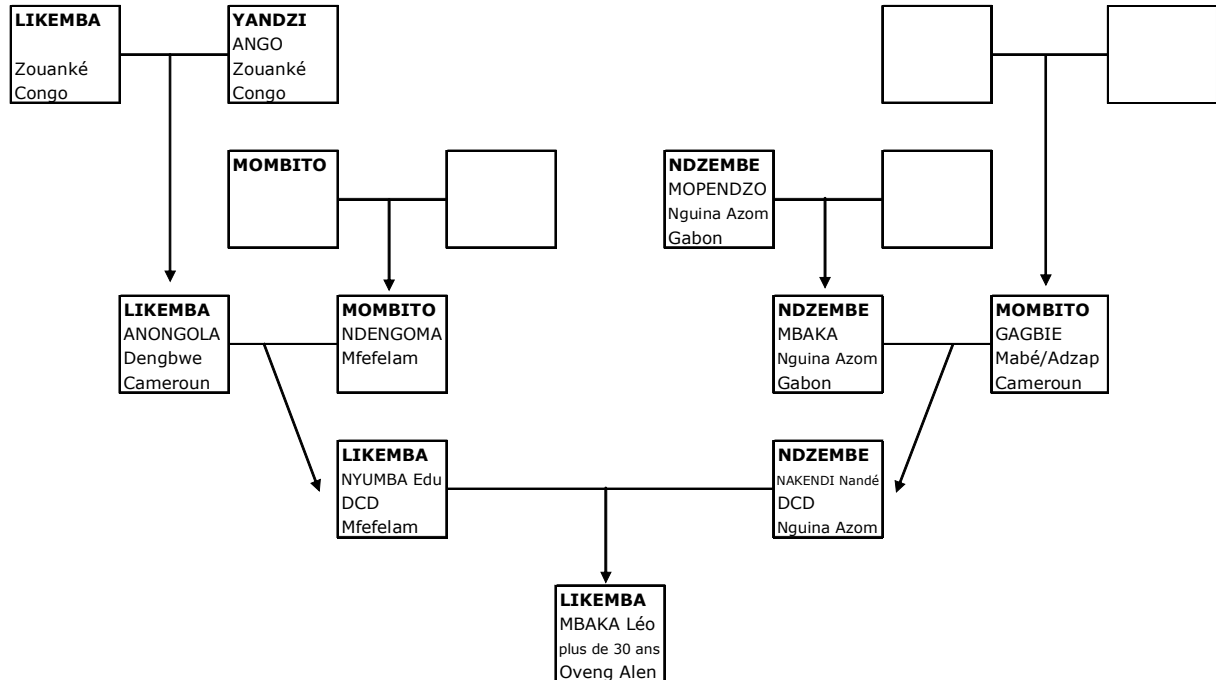 LIKEMBA
Zouanké
Congo
YANDZI
ANGO
Zouanké
Congo
MOMBITO
NDZEMBE
MOPENDZO
Nguina Azom
Gabon
LIKEMBA
ANONGOLA
Dengbwe
Cameroun
MOMBITO
NDENGOMA
Mfefelam
NDZEMBE
MBAKA
Nguina Azom
Gabon
MOMBITO
GAGBIE
Mabé/Adzap
Cameroun
LIKEMBA
NYUMBA Edu
DCD
Mfefelam
NDZEMBE
NAKENDI Nandé
DCD
Nguina Azom
LIKEMBA
MBAKA Léo
plus de 30 ans
Oveng Alen